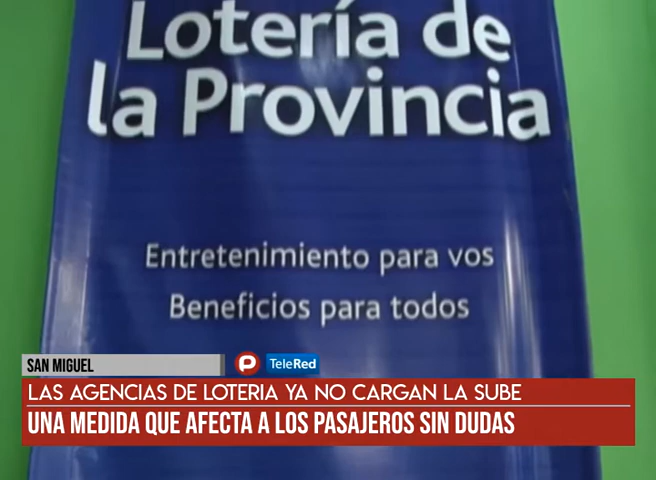 Lotería de
la Provincia
Entretenimiento para vos
Beneficios para todos
SAN MIGUEL
P TeleRed
LAS AGENCIAS DE LOTERIA YA NO CARGAN LA SUBE
UNA MEDIDA QUE AFECTA A LOS PASAJEROS SIN DUDAS